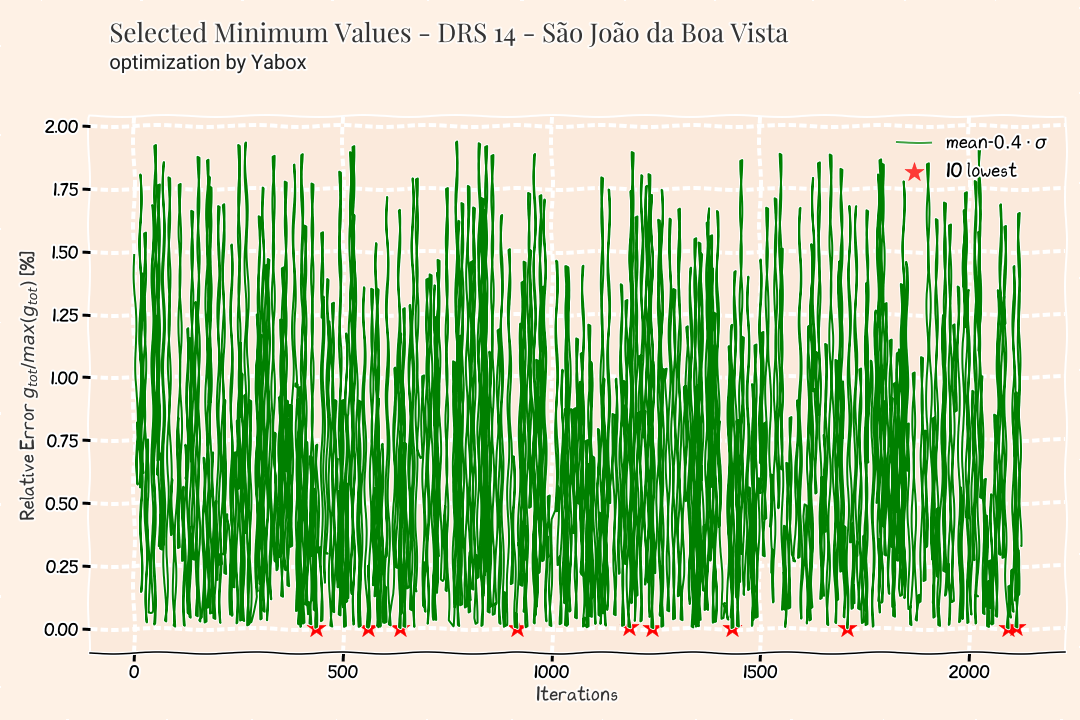 Selected Minimum Values - DRS 14 - São João da Boa Vista
optimization by Yabox
mean-0.4 · σ
10 lowest
2.00
1.75
1.50
1.25
1.00
0.75
0.50
0.25
0.00
Relative Error g_tot/max(g_tot) [%]
0 500 1000 1500 2000
Iterations